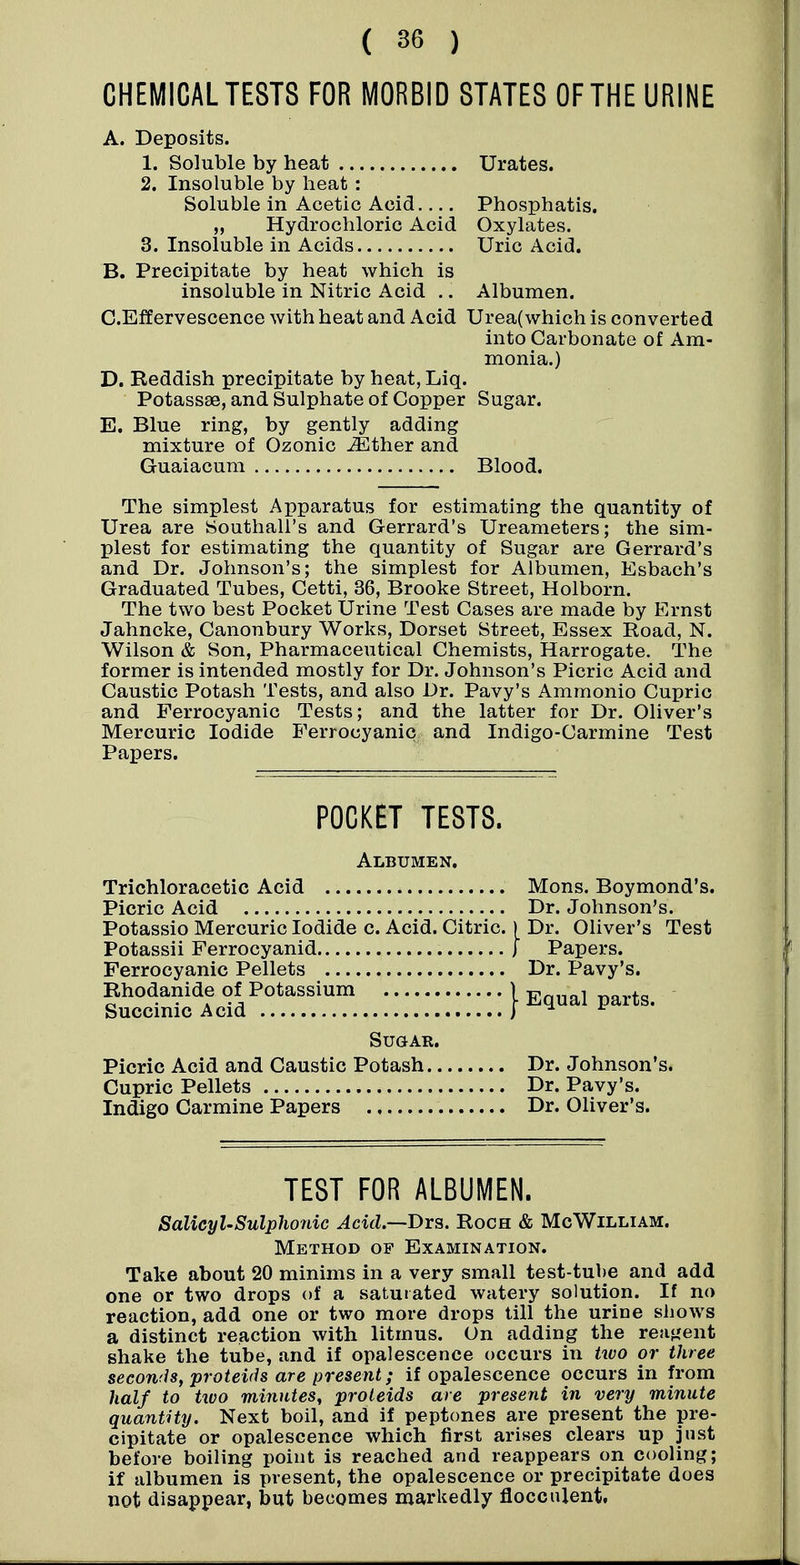 ( 36 )
CHEMICAL TESTS FOR MORBID STATES OF THE URINE
A. Deposits.
1. Soluble by heat ............ Urates.
2. Insoluble by heat :
Soluble in Acetic Acid.... Phosphatis.
„ Hydrochloric Acid Oxylates.
3. Insoluble in Acids.......... Uric Acid.
B. Precipitate by heat which is
insoluble in Nitric Acid .. Albumen.
C.Effervescence with heat and Acid Urea(which is converted
into Carbonate of Am-
monia.)
D. Reddish precipitate by heat, Liq.
Potassæ, and Sulphate of Copper Sugar.
E. Blue ring, by gently adding
mixture of Ozonic Æther and
Guaiacum ..................... Blood.
The simplest Apparatus for estimating the quantity of
Urea are Southall's and Gerrard's Ureameters; the sim-
plest for estimating the quantity of Sugar are Gerrard's
and Dr. Johnson's; the simplest for Albumen, Esbach's
Graduated Tubes, Cetti, 36, Brooke Street, Holborn.
The two best Pocket Urine Test Cases are made by Ernst
Jahncke, Canonbury Works, Dorset Street, Essex Road, N.
Wilson & Son, Pharmaceutical Chemists, Harrogate. The
former is intended mostly for Dr. Johnson's Picric Acid and
Caustic Potash Tests, and also Dr. Pavy's Ammonio Cupric
and Ferrocyanic Tests; and the latter for Dr. Oliver's
Mercuric Iodide Ferrocyanic and Indigo-Carmine Test
Papers.
POCKET TESTS.
ALBUMEN.
Trichloracetic Acid ................... Mons. Boymond's.
Picric Acid ........................... Dr. Johnson's.
Potassio Mercuric Iodide c. Acid. Citric. } Dr. Oliver's Test
Potassii Ferrocyanid................... } Papers.
Ferrocyanic Pellets ................... Dr. Pavy's.
Rhodanide of Potassium ............ } Equal parts.
Succinic Acid ......................... }
SUGAR.
Picric Acid and Caustic Potash........ Dr. Johnson's.
Cupric Pellets ......................... Dr. Pavy's.
Indigo Carmine Papers ............... Dr. Oliver's.
TEST FOR ALBUMEN.
Salicyl-Sulphonic Acid.—Drs. ROCH & McWILLIAM.
METHOD OF EXAMINATION.
Take about 20 minims in a very small test-tube and add
one or two drops of a saturated watery solution. If no
reaction, add one or two more drops till the urine shows
a distinct reaction with litmus. On adding the reagent
shake the tube, and if opalescence occurs in two or three
seconds, proteids are present; if opalescence occurs in from
half to two minutes, proteids are present in very minute
quantity. Next boil, and if peptones are present the pre-
cipitate or opalescence which first arises clears up just
before boiling point is reached and reappears on cooling;
if albumen is present, the opalescence or precipitate does
not disappear, but becomes markedly flocculent.